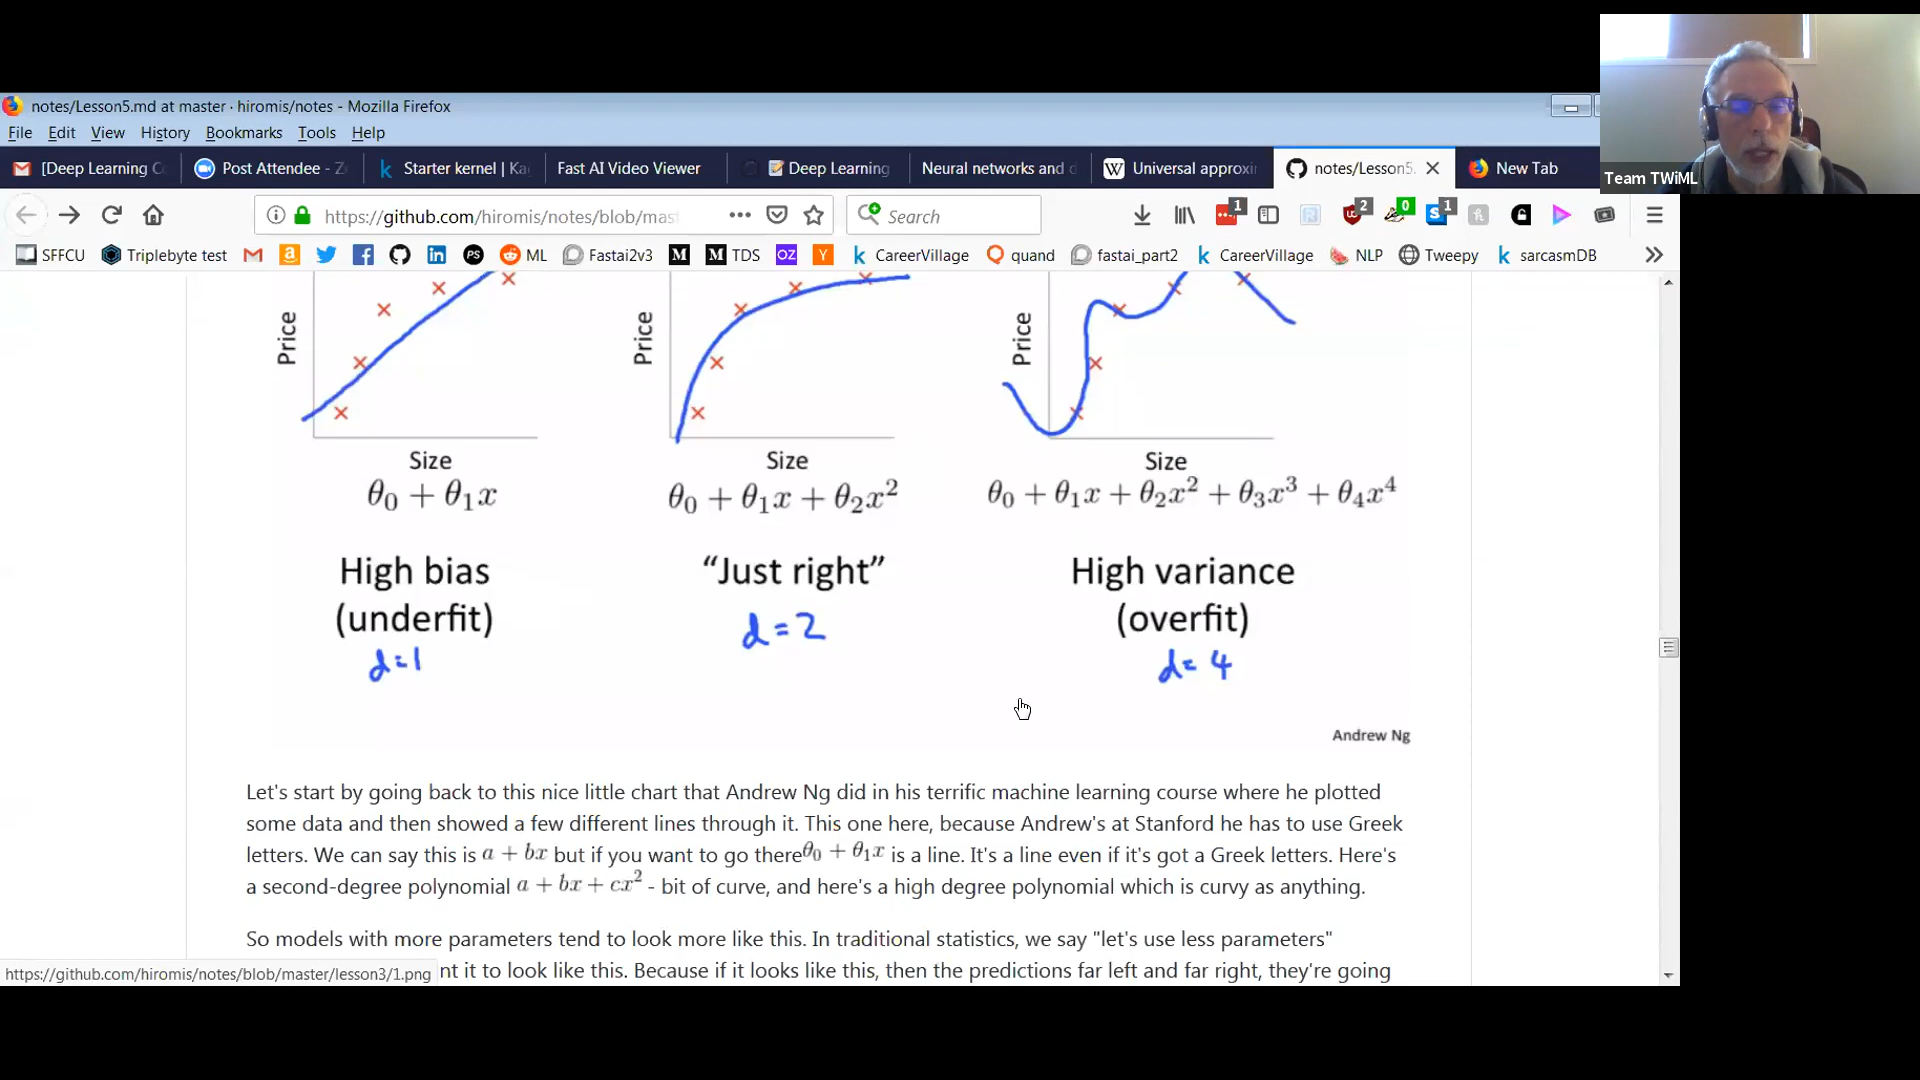 notes/Lesson5.md at master · hiromis/notes - Mozilla Firefox
File Edit View History Bookmarks Tools Help
[Deep Learning C Post Attendee - Z Starter kernel | Ka Fast AI Video Viewer Deep Learning Neural networks and d Universal approxi notes/Lesson5. New Tab
Team TWiML
https://github.com/hiromis/notes/blob/mast Search 1 2 0 1
SFFCU Triplebyte test PS ML Fastai2v3 M M TDS OZ Y CareerVillage quand fastai_part2 CareerVillage NLP Tweepy sarcasmDB
Price Price Price
Size Size Size
θ₀ + θ₁x θ₀ + θ₁x + θ₂x² θ₀ + θ₁x + θ₂x² + θ₃x³ + θ₄x⁴
High bias “Just right” High variance
(underfit) d=2 (overfit)
d=1 d=4
Andrew Ng
Let's start by going back to this nice little chart that Andrew Ng did in his terrific machine learning course where he plotted
some data and then showed a few different lines through it. This one here, because Andrew's at Stanford he has to use Greek
letters. We can say this is a + bx but if you want to go there θ₀ + θ₁x is a line. It's a line even if it's got a Greek letters. Here's
a second-degree polynomial a + bx + cx² - bit of curve, and here's a high degree polynomial which is curvy as anything.
So models with more parameters tend to look more like this. In traditional statistics, we say "let's use less parameters"
https://github.com/hiromis/notes/blob/master/lesson3/1.png nt it to look like this. Because if it looks like this, then the predictions far left and far right, they're going